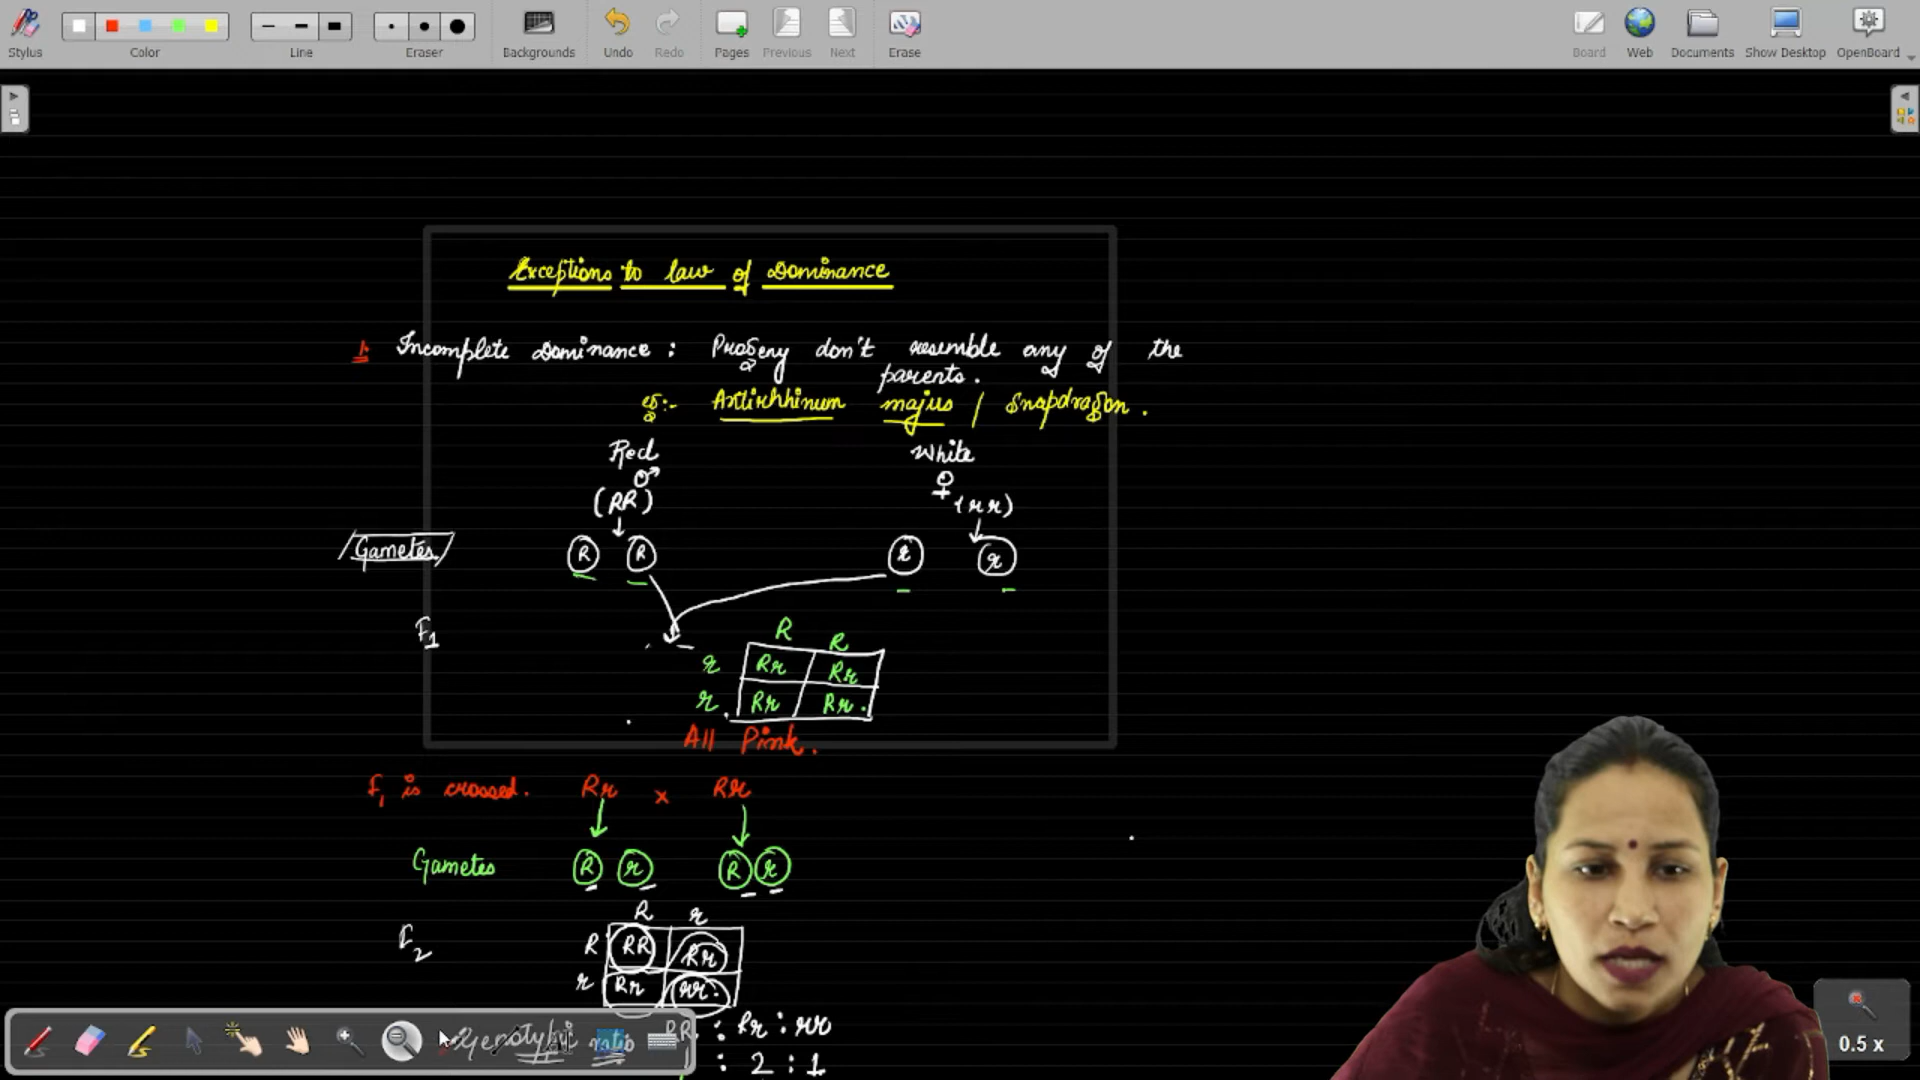 Stylus Color Line Eraser Backgrounds Undo Redo Pages Previous Next Erase Board Web Documents Show Desktop OpenBoard
Exceptions to law of Dominance
1. Incomplete Dominance : Progeny don't resemble any of the
parents.
eg:- Antirrhinum majus / Snapdragon.
Red White
♂ ♀
(RR) (rr)
Gametes R R r r
F1
R R
r Rr Rr
r Rr Rr
All Pink.
F1 is crossed. Rr x Rr
Gametes R r R r
F2
R r
R RR Rr
r Rr rr
Genotypic ratio RR : Rr : rr
: 2 : 1
0.5 x